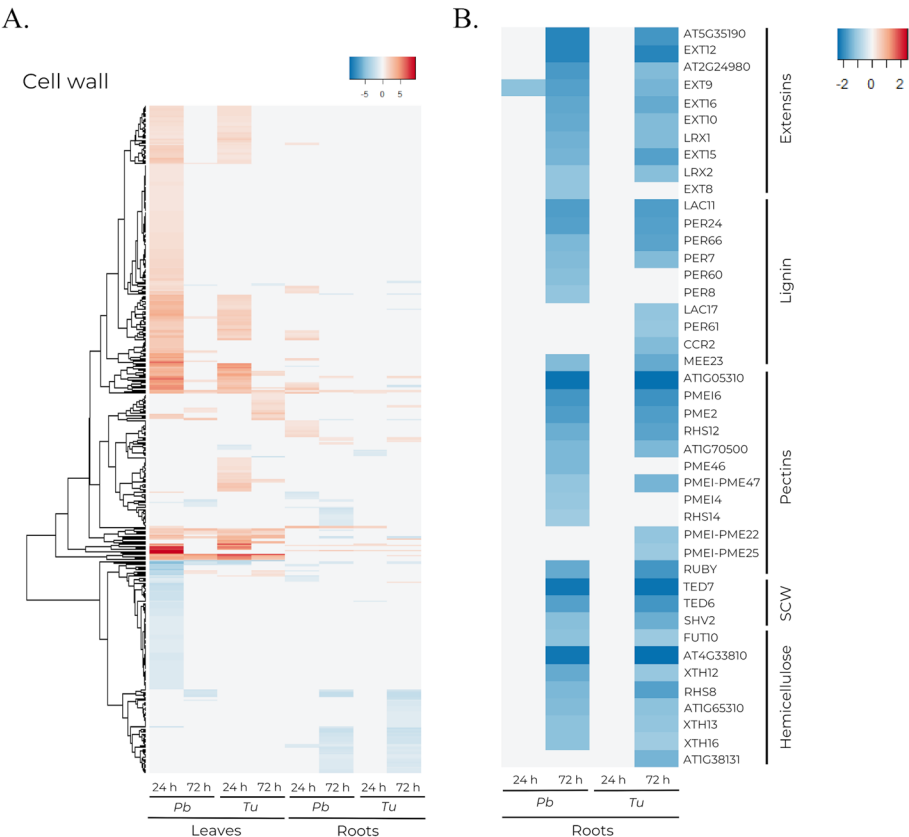 A.
Cell wall
-5 0 5
24 h 72 h 24 h 72 h 24 h 72 h 24 h 72 h
Pb Tu Pb Tu
Leaves Roots
B.
-2 0 2
AT5G35190
EXT12
AT2G24980
EXT9
EXT16
EXT10
LRX1
EXT15
LRX2
EXT8
Extensins
LAC11
PER24
PER66
PER7
PER60
PER8
LAC17
PER61
CCR2
MEE23
Lignin
AT1G05310
PMEI6
PME2
RHS12
AT1G70500
PME46
PMEI-PME47
PMEI4
RHS14
PMEI-PME22
PMEI-PME25
RUBY
Pectins
TED7
TED6
SHV2
SCW
FUT10
AT4G33810
XTH12
RHS8
AT1G65310
XTH13
XTH16
AT1G38131
Hemicellulose
24 h 72 h 24 h 72 h
Pb Tu
Roots